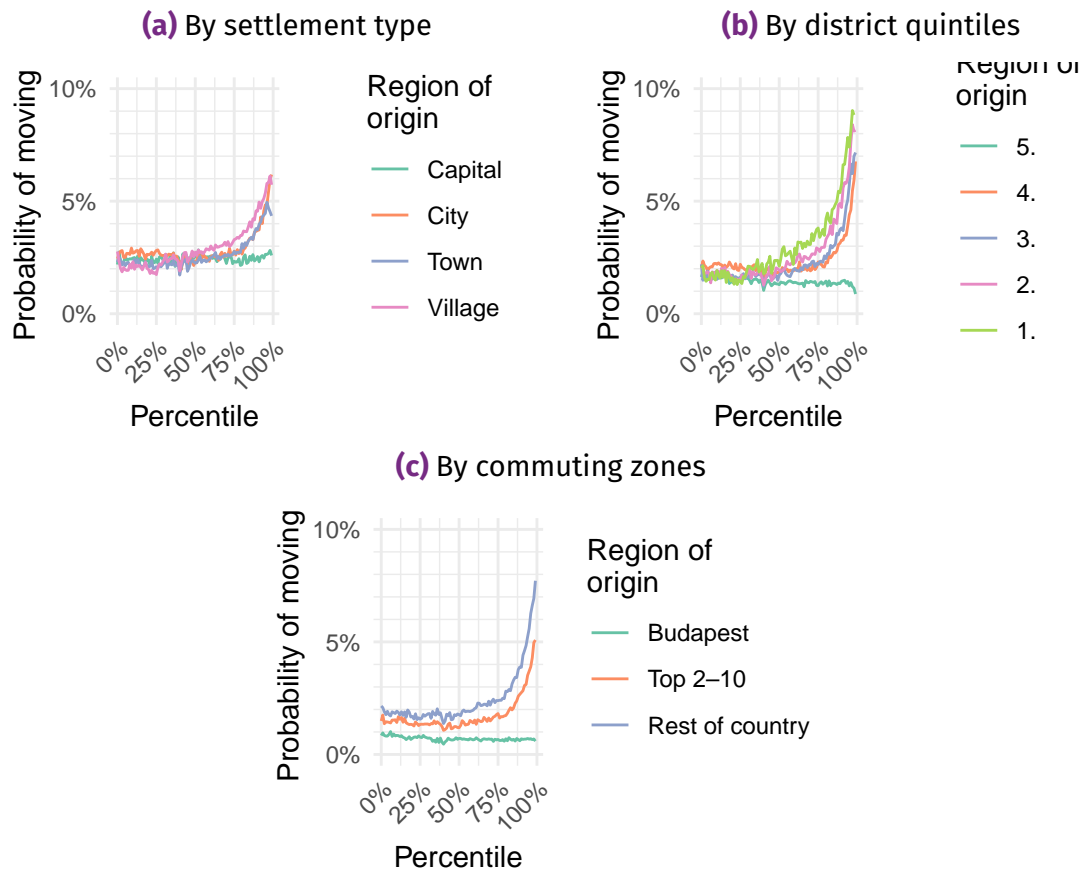 (a) By settlement type
Probability of moving
10%
5%
0%
0%
25%
50%
75%
100%
Percentile
Region of
origin
Capital
City
Town
Village
(b) By district quintiles
Probability of moving
10%
5%
0%
0%
25%
50%
75%
100%
Percentile
Region of
origin
5.
4.
3.
2.
1.
(c) By commuting zones
Probability of moving
10%
5%
0%
0%
25%
50%
75%
100%
Percentile
Region of
origin
Budapest
Top 2–10
Rest of country